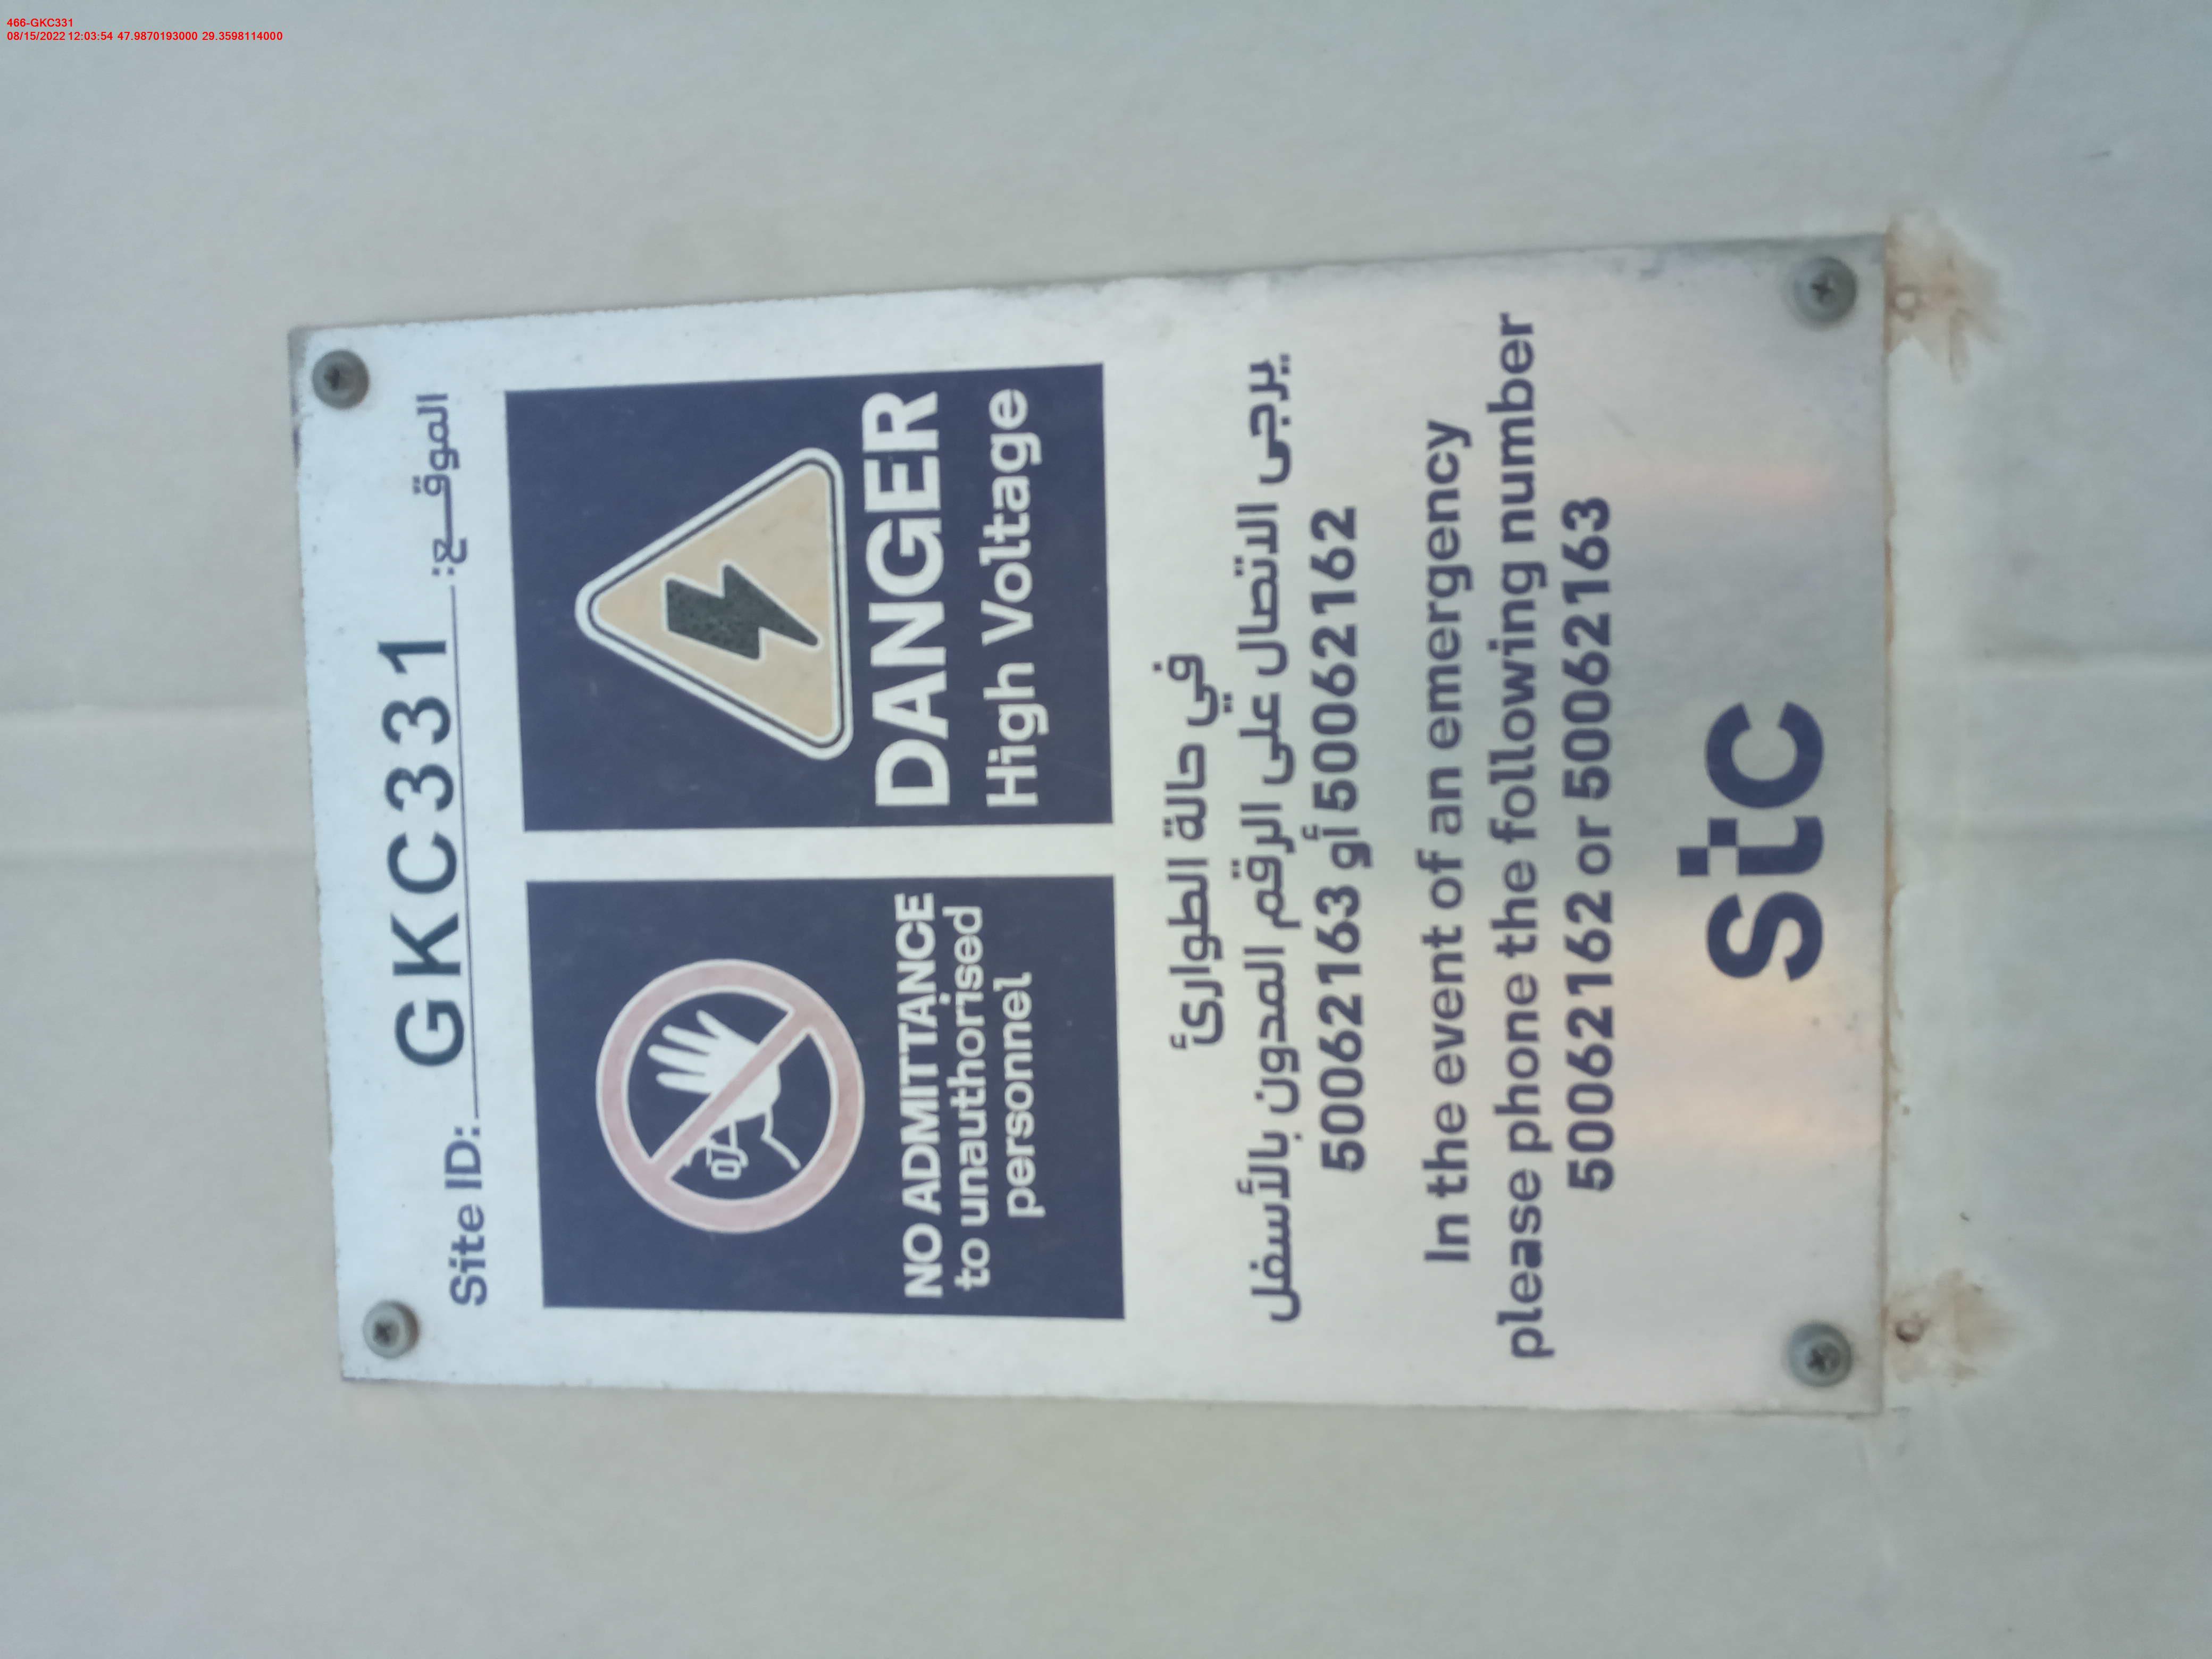 466-GKC331
08/15/2022 12:03:54 47.9870193000 29.3598114000
Site ID: GKC331 الموقـــع:
NO ADMITTANCE
to unauthorised
personnel
DANGER
High Voltage
في حالة الطوارئ
يرجى الاتصال على الرقم المدون بالأسفل
50062163 أو 50062162
In the event of an emergency
please phone the following number
50062162 or 50062163
stc